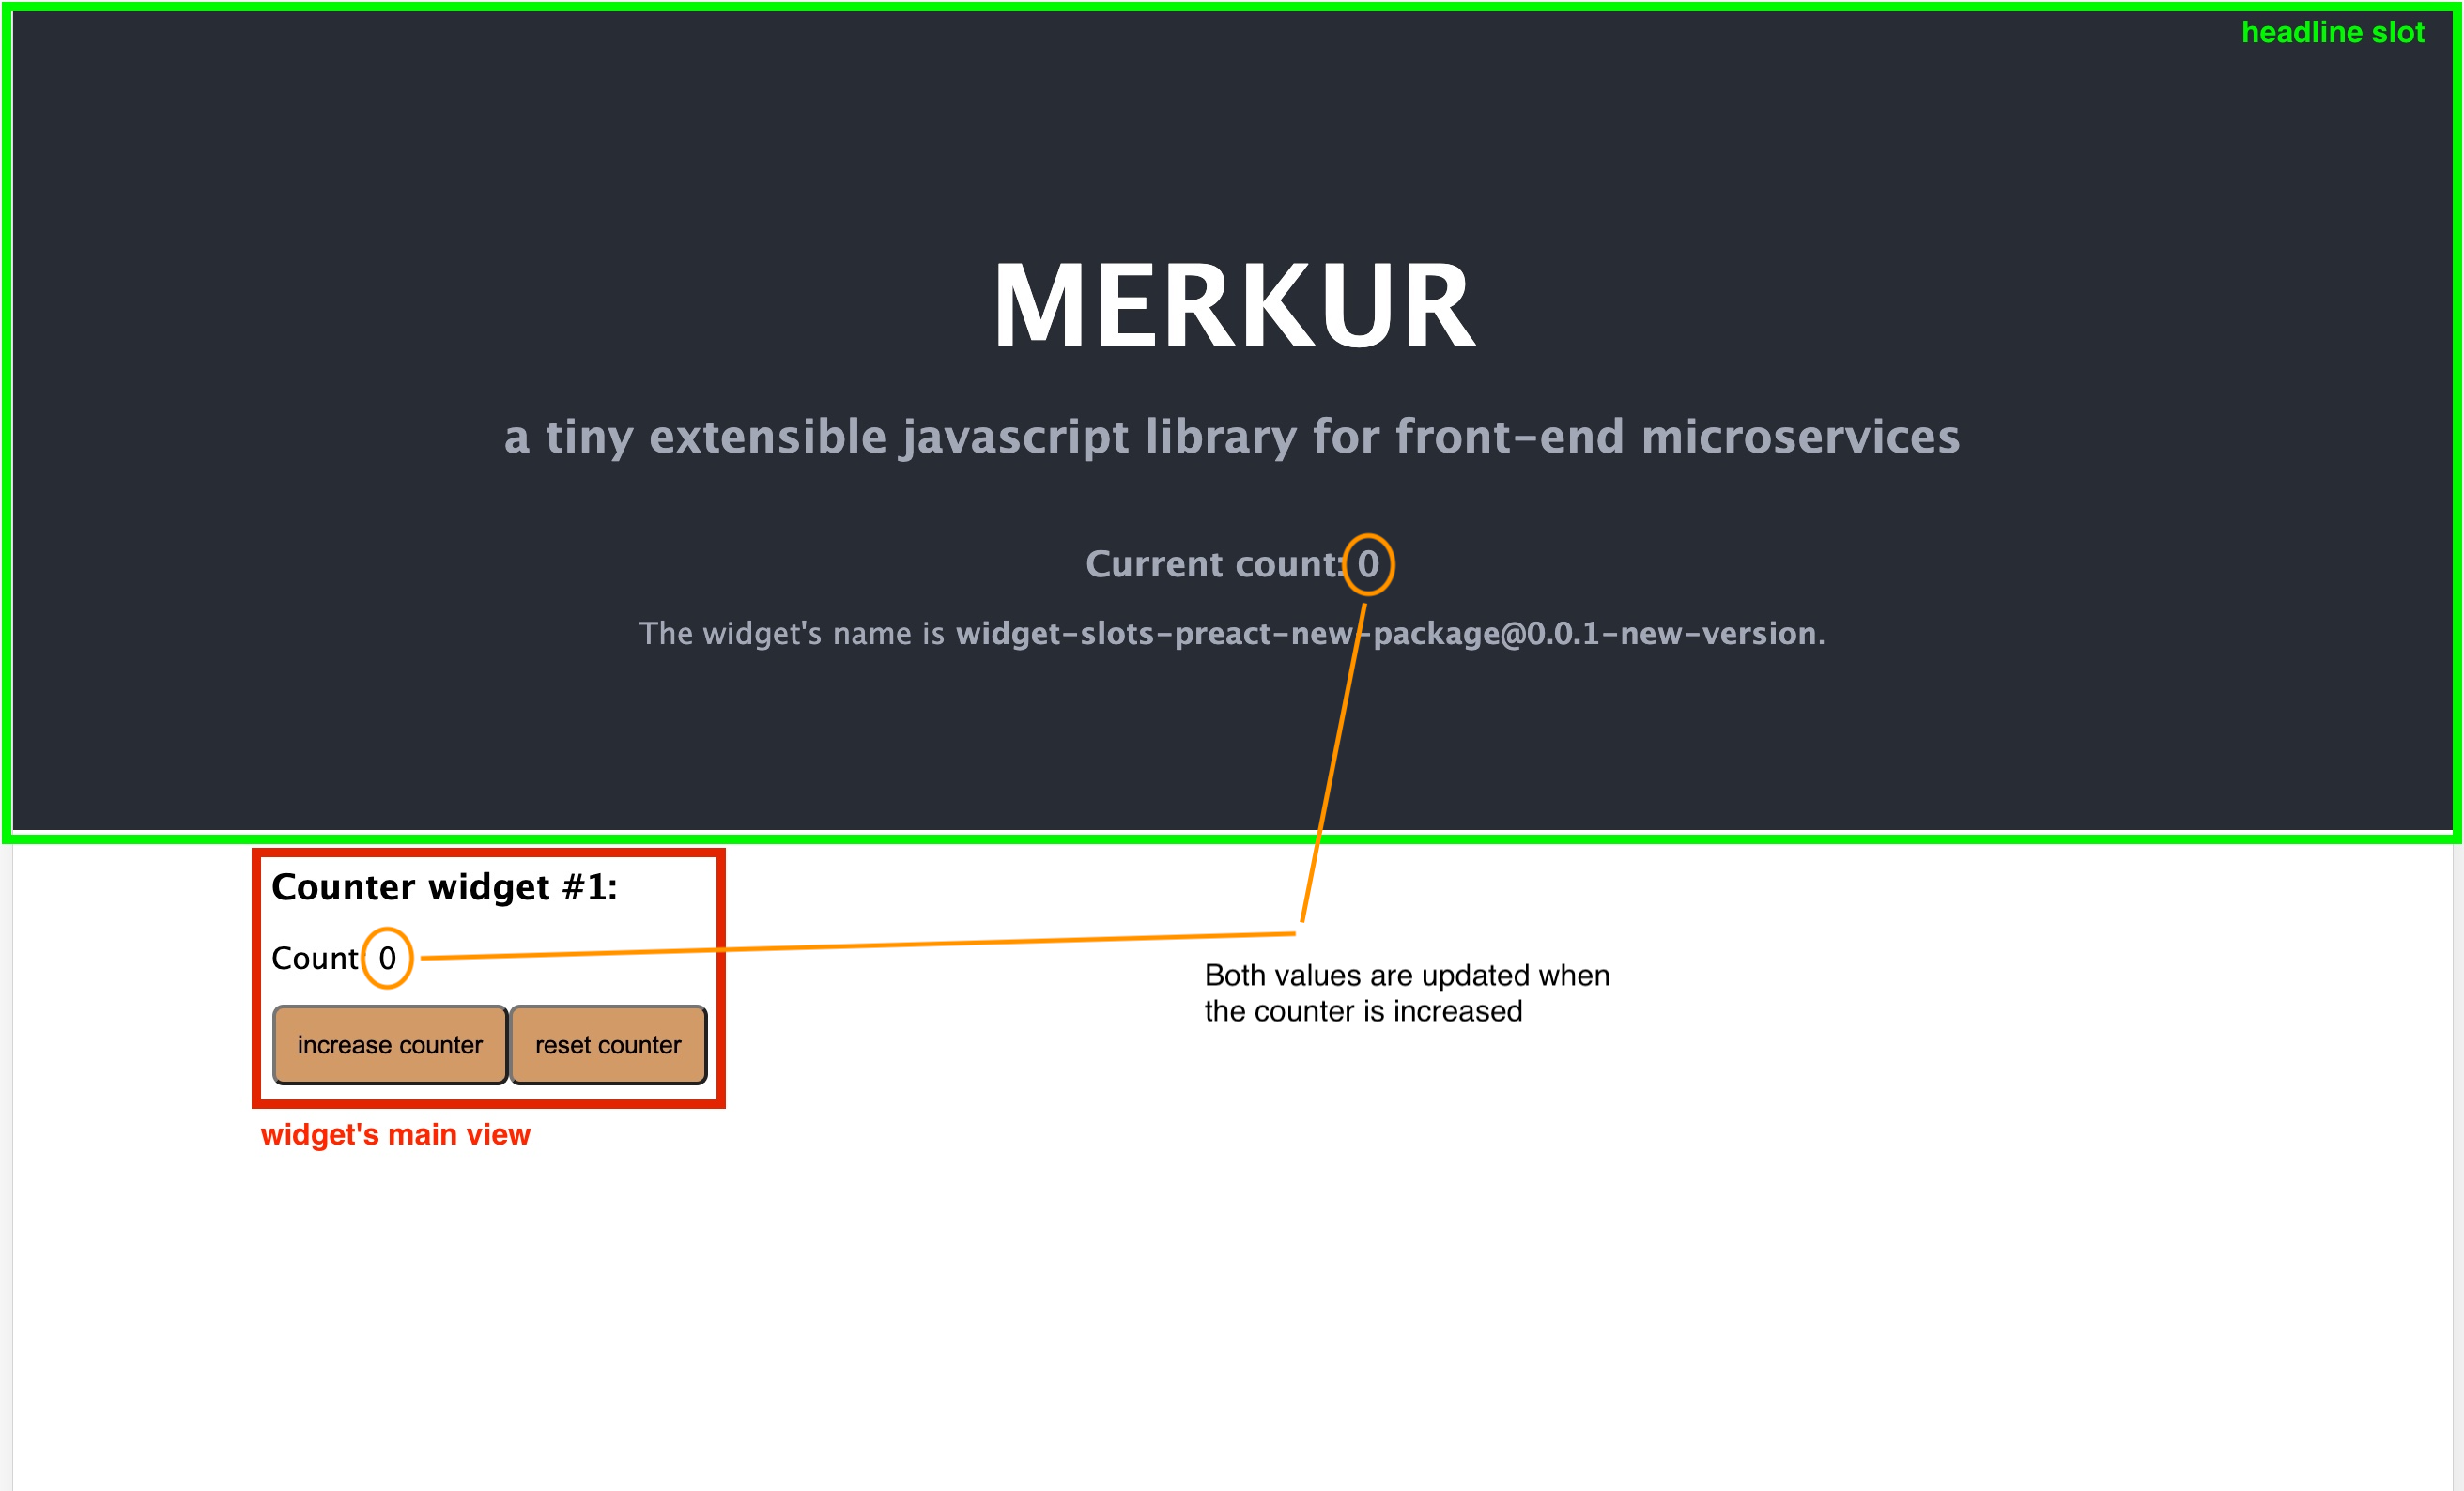 headline slot
MERKUR
a tiny extensible javascript library for front-end microservices
Current count: 0
The widget's name is widget-slots-preact-new-package@0.0.1-new-version.
Counter widget #1:
Count 0
increase counter reset counter
widget's main view
Both values are updated when
the counter is increased